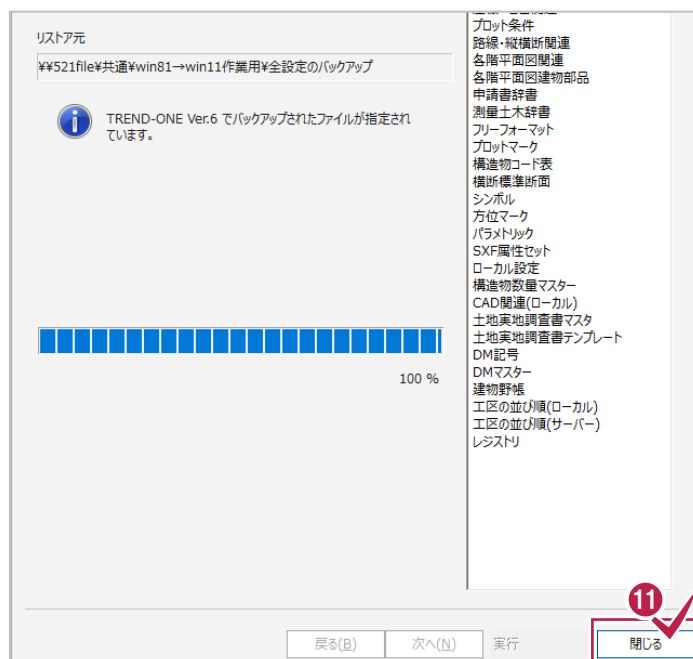 リストア元
¥¥521file¥共通¥win81→win11作業用¥全設定のバックアップ
TREND-ONE Ver.6 でバックアップされたファイルが指定され
ています。
100 %
プロット条件
路線・縦横断関連
各階平面図関連
各階平面図建物部品
申請書辞書
測量土木辞書
フリーフォーマット
プロットマーク
構造物コード表
横断標準断面
シンボル
方位マーク
パラメトリック
SXF属性セット
ローカル設定
構造物数量マスター
CAD関連(ローカル)
土地実地調査書マスタ
土地実地調査書テンプレート
DM記号
DMマスター
建物野帳
工区の並び順(ローカル)
工区の並び順(サーバー)
レジストリ
11
戻る(B)
次へ(N)
実行
閉じる